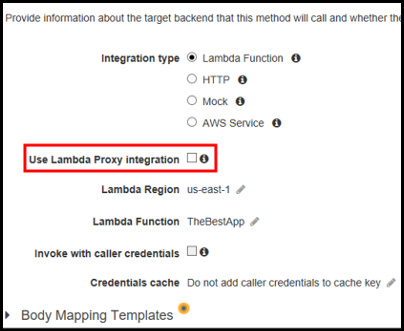 Provide information about the target backend that this method will call and whether the
Integration type Lambda Function
HTTP
Mock
AWS Service
Use Lambda Proxy integration
Lambda Region us-east-1
Lambda Function TheBestApp
Invoke with caller credentials
Credentials cache Do not add caller credentials to cache key
Body Mapping Templates